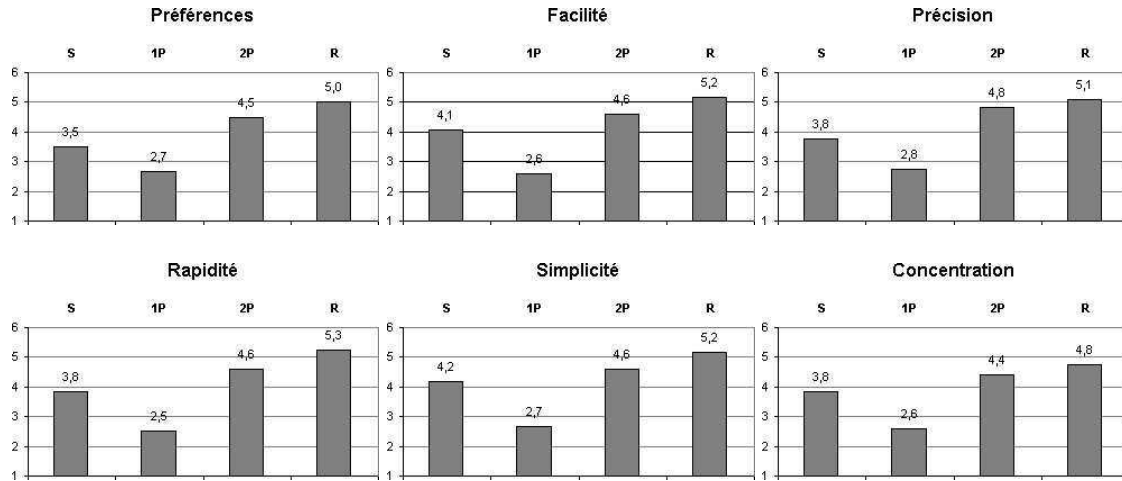 Préférences
S 1P 2P R
6
5
4
3
2
1
3,5 2,7 4,5 5,0
Facilité
S 1P 2P R
6
5
4
3
2
1
4,1 2,6 4,6 5,2
Précision
S 1P 2P R
6
5
4
3
2
1
3,8 2,8 4,8 5,1
Rapidité
S 1P 2P R
6
5
4
3
2
1
3,8 2,5 4,6 5,3
Simplicité
S 1P 2P R
6
5
4
3
2
1
4,2 2,7 4,6 5,2
Concentration
S 1P 2P R
6
5
4
3
2
1
3,8 2,6 4,4 4,8